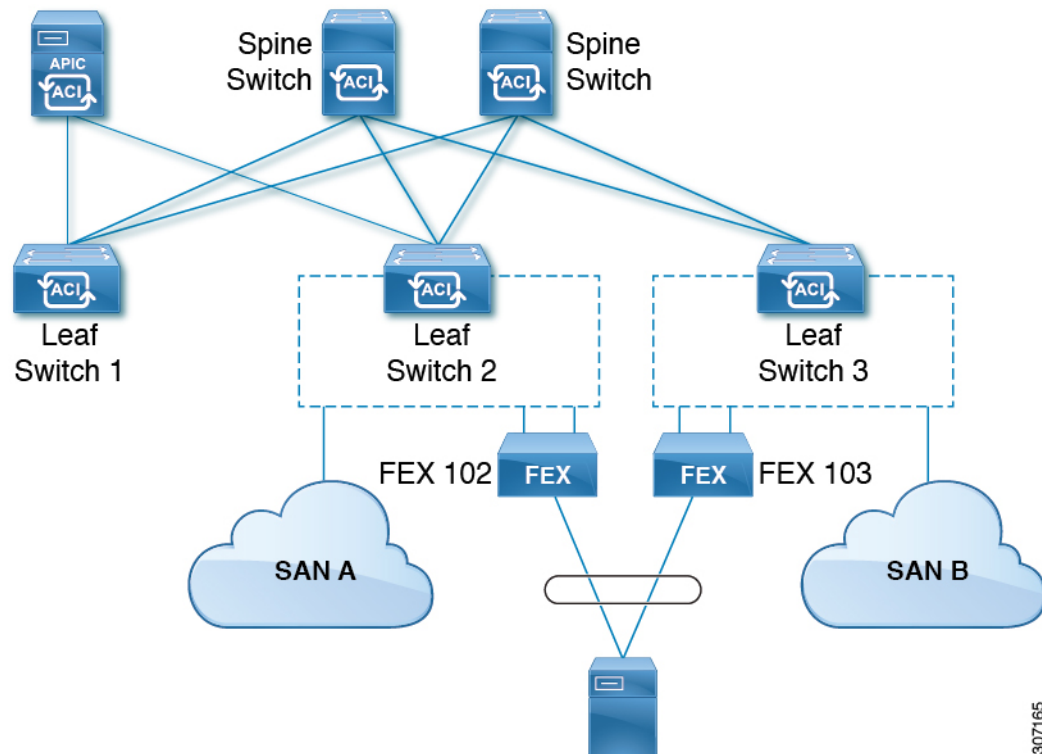 APIC
ACI
Spine
Switch
ACI
ACI
Spine
Switch
ACI
Leaf
Switch 1
ACI
Leaf
Switch 2
ACI
Leaf
Switch 3
FEX 102
FEX
FEX
FEX 103
SAN A
SAN B
307165